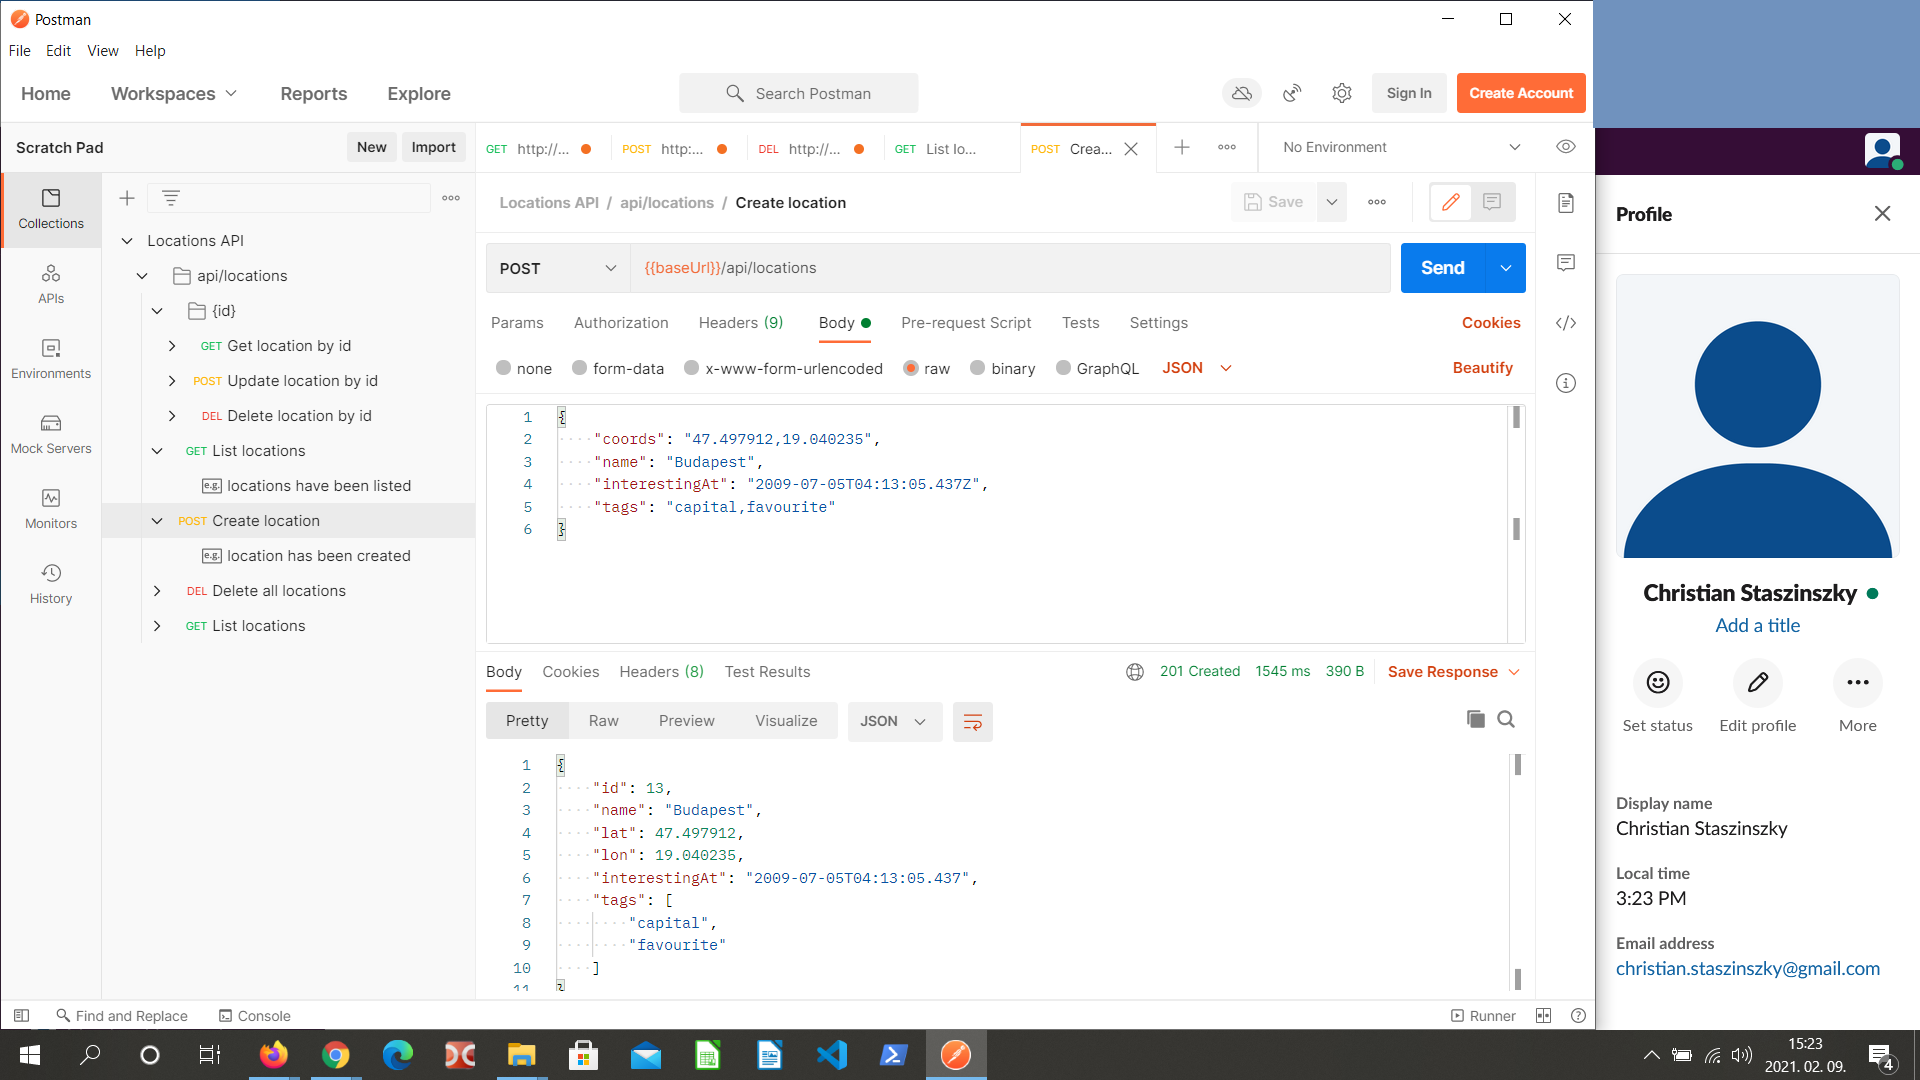 Postman
File Edit View Help
Home Workspaces Reports Explore Search Postman Sign In Create Account
Scratch Pad New Import
GET http://... POST http:... DEL http://... GET List lo... POST Crea... No Environment
Collections
APIs
Environments
Mock Servers
Monitors
History
Locations API
api/locations
{id}
GET Get location by id
POST Update location by id
DEL Delete location by id
GET List locations
e.g. locations have been listed
POST Create location
e.g. location has been created
DEL Delete all locations
GET List locations
Locations API / api/locations / Create location Save
POST {{baseUrl}}/api/locations Send
Params Authorization Headers (9) Body Pre-request Script Tests Settings Cookies
none form-data x-www-form-urlencoded raw binary GraphQL JSON Beautify
1 {
2 "coords": "47.497912,19.040235",
3 "name": "Budapest",
4 "interestingAt": "2009-07-05T04:13:05.437Z",
5 "tags": "capital,favourite"
6 }
Body Cookies Headers (8) Test Results 201 Created 1545 ms 390 B Save Response
Pretty Raw Preview Visualize JSON
1 {
2 "id": 13,
3 "name": "Budapest",
4 "lat": 47.497912,
5 "lon": 19.040235,
6 "interestingAt": "2009-07-05T04:13:05.437",
7 "tags": [
8 "capital",
9 "favourite"
10 ]
11 }
Find and Replace Console Runner
Profile
Christian Staszinszky
Add a title
Set status Edit profile More
Display name
Christian Staszinszky
Local time
3:23 PM
Email address
christian.staszinszky@gmail.com
15:23
2021. 02. 09.
4